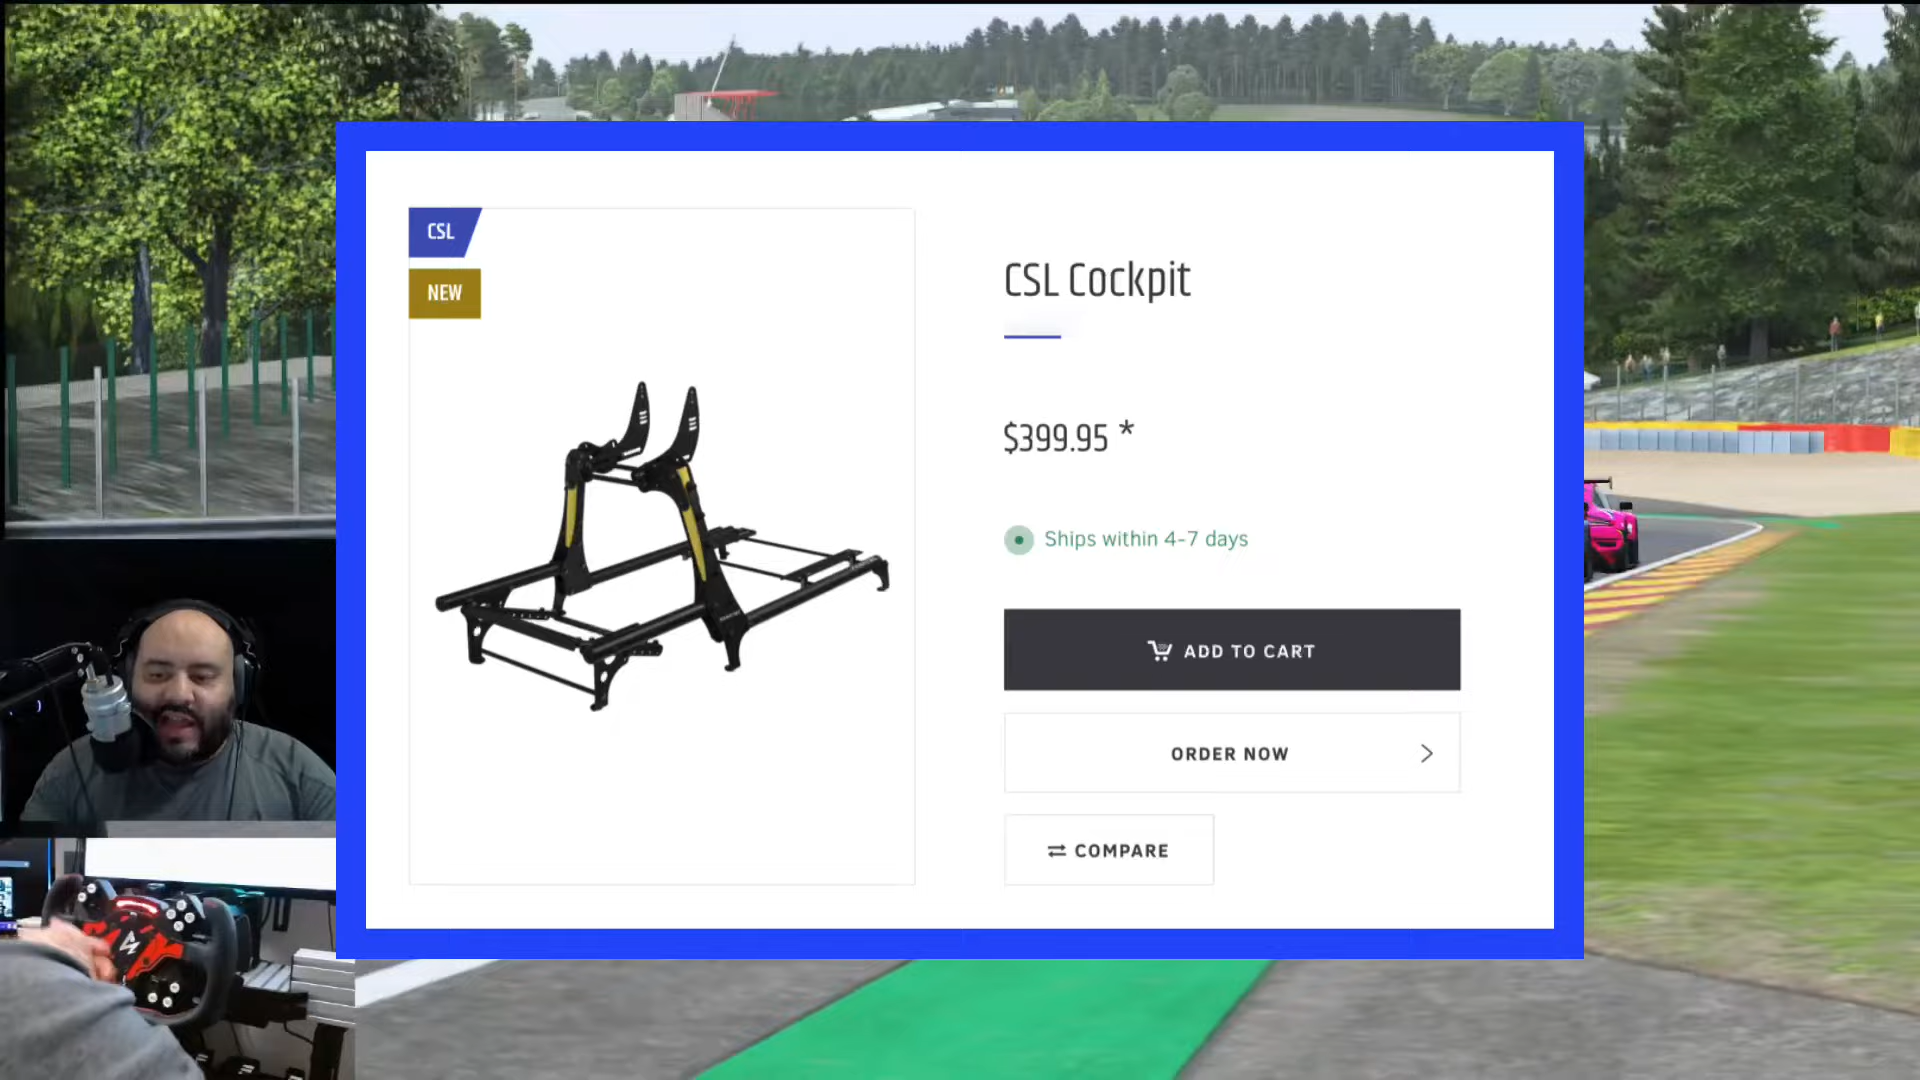 CSL
NEW
CSL Cockpit
$399.95 *
Ships within 4-7 days
ADD TO CART
ORDER NOW
COMPARE